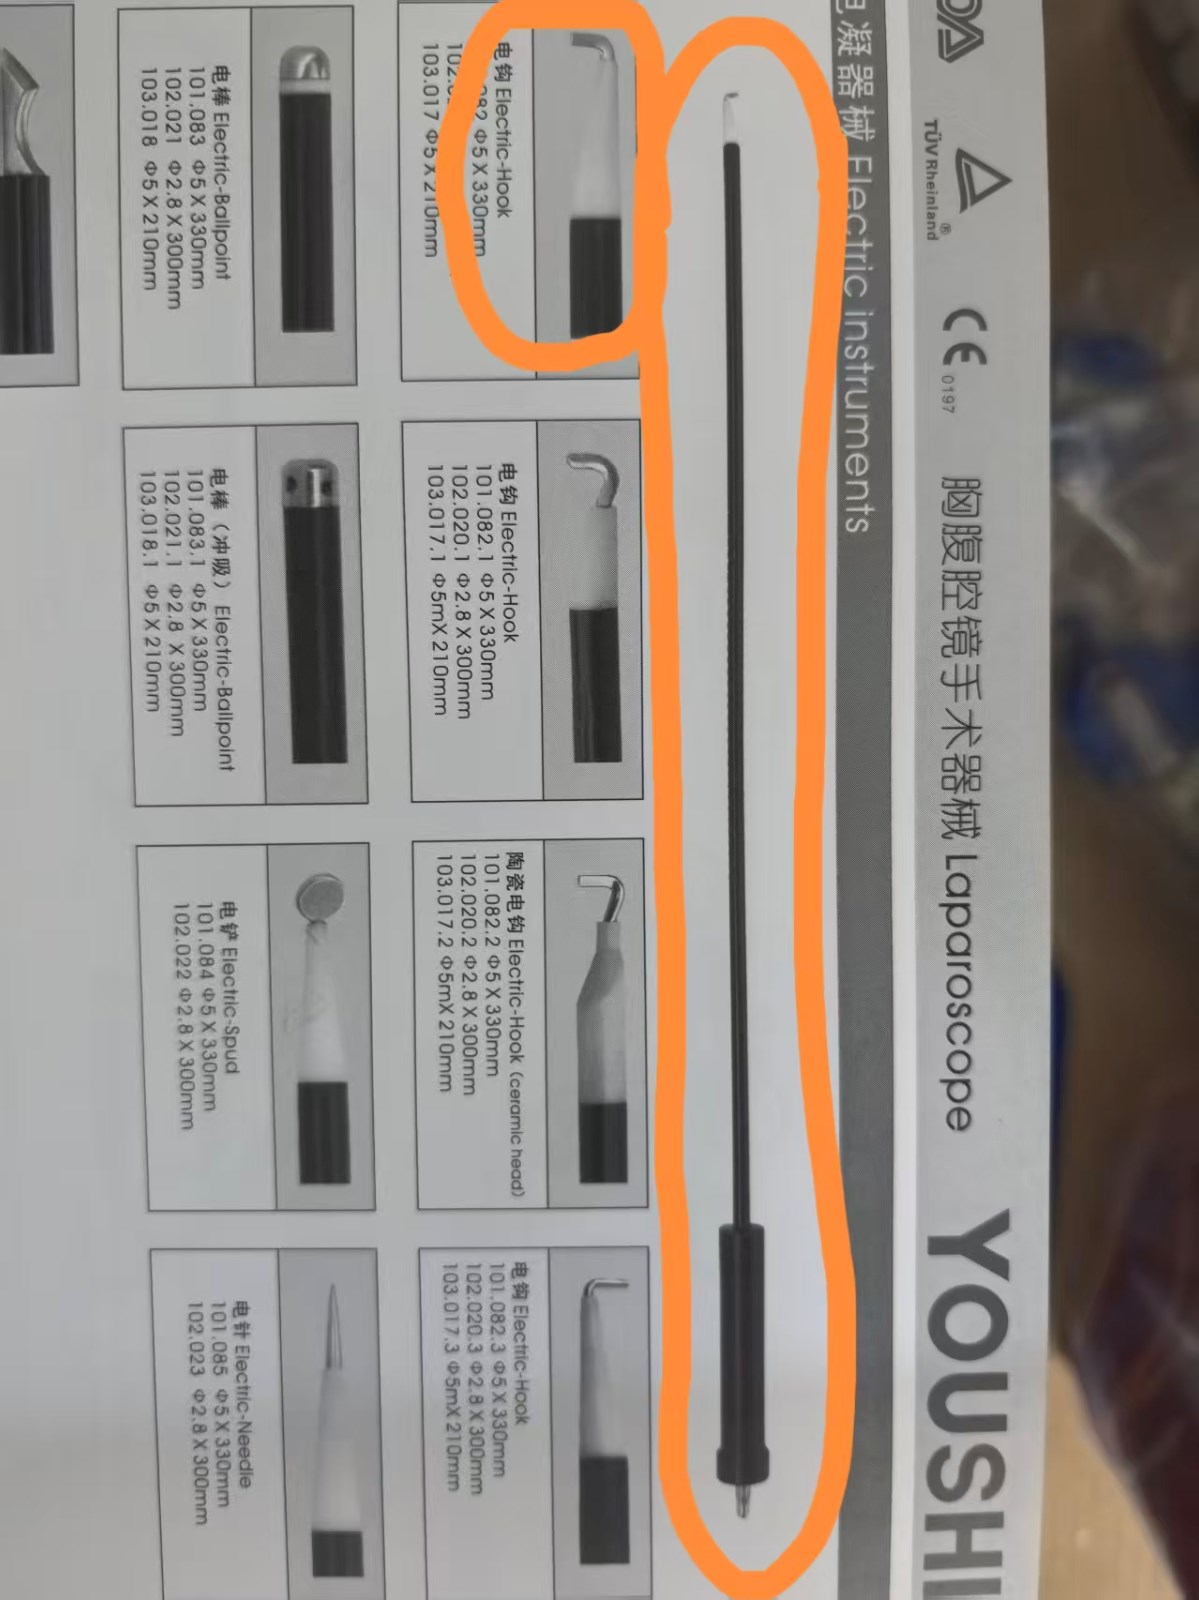 TÜV Rheinland ®
CE 0197
胸腹腔镜手术器械 Laparoscope
YOUSHI
凝器械 Electric instruments
电钩 Electric-Hook
Φ5 X 330mm
103.017 Φ5 X 210mm
电钩 Electric-Hook
101.082.1 Φ5 X 330mm
102.020.1 Φ2.8 X 300mm
103.017.1 Φ5mX 210mm
陶瓷电钩 Electric-Hook (ceramic head)
101.082.2 Φ5 X 330mm
102.020.2 Φ2.8 X 300mm
103.017.2 Φ5mX 210mm
电钩 Electric-Hook
101.082.3 Φ5 X 330mm
102.020.3 Φ2.8 X 300mm
103.017.3 Φ5mX 210mm
电棒 Electric-Ballpoint
101.083 Φ5 X 330mm
102.021 Φ2.8 X 300mm
103.018 Φ5 X 210mm
电棒（冲吸）Electric-Ballpoint
101.083.1 Φ5 X 330mm
102.021.1 Φ2.8 X 300mm
103.018.1 Φ5 X 210mm
电铲 Electric-Spud
101.084 Φ5 X 330mm
102.022 Φ2.8 X 300mm
电针 Electric-Needle
101.085 Φ5 X 330mm
102.023 Φ2.8 X 300mm